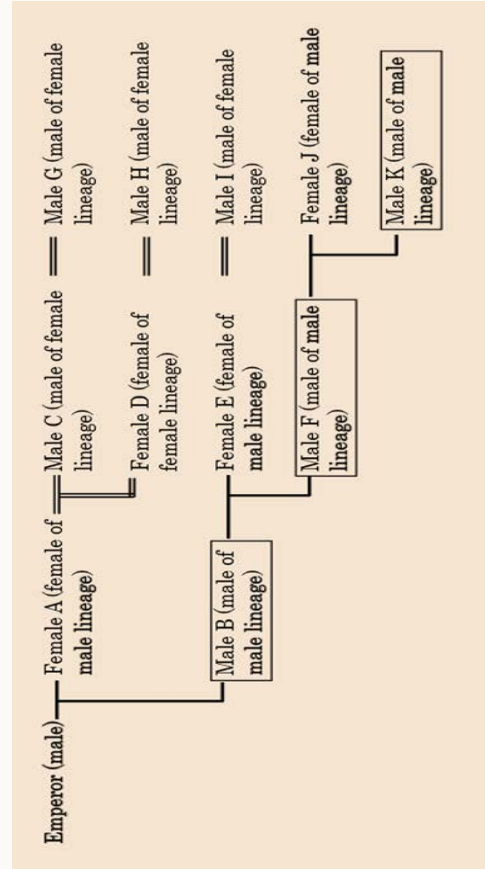 Emperor (male)
Female A (female of
male lineage)
Male C (male of female
lineage)
Male G (male of female
lineage)
Female D (female of
female lineage)
Male H (male of female
lineage)
Male B (male of
male lineage)
Female E (female of
male lineage)
Male I (male of female
lineage)
Male F (male of male
lineage)
Female J (female of male
lineage)
Male K (male of male
lineage)